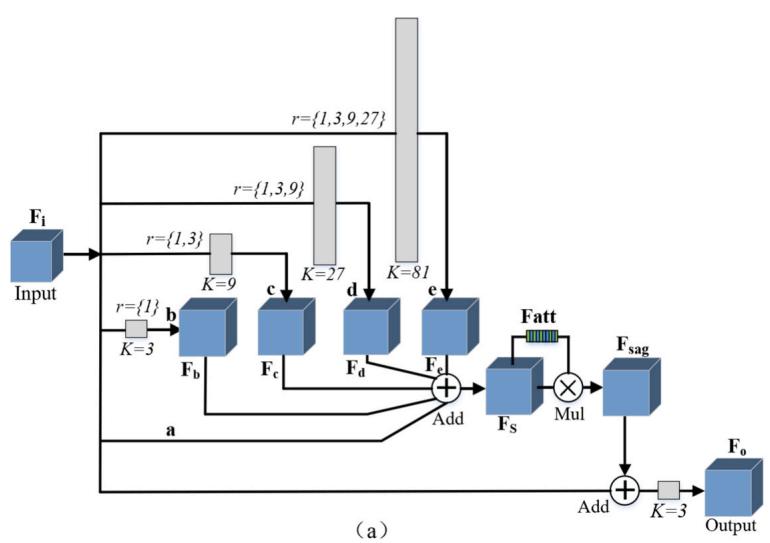 r={1,3,9,27}
r={1,3,9}
Fi
r={1,3}
K=27
K=81
Input
K=9
r={1}
b
c
d
e
K=3
Fb
Fc
Fd
Fe
Fatt
Fsag
Add
FS
Mul
a
Fo
Add
K=3
Output
（a）